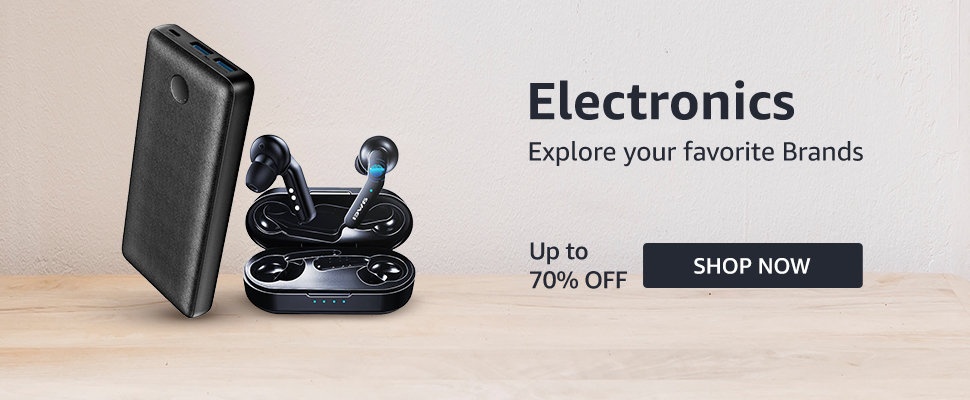 Electronics
Explore your favorite Brands
Up to
70% OFF
SHOP NOW